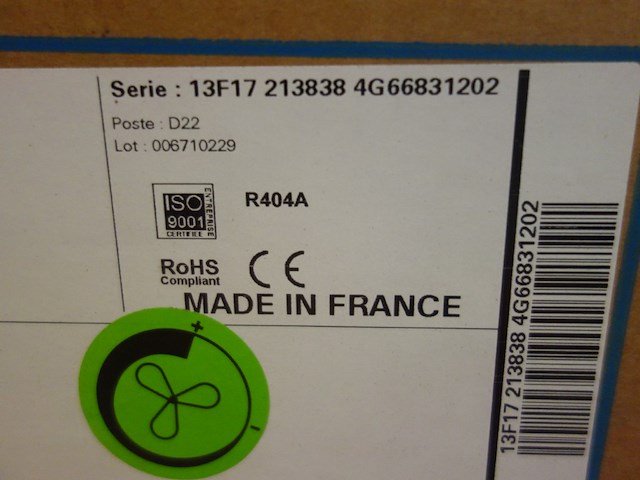 Serie : 13F17 213838 4G66831202
Poste : D22
Lot : 006710229
ISO
9001
ENTREPRISE
CERTIFIEE
R404A
RoHS
Compliant
CE
MADE IN FRANCE
+
-
13F17 213838 4G66831202